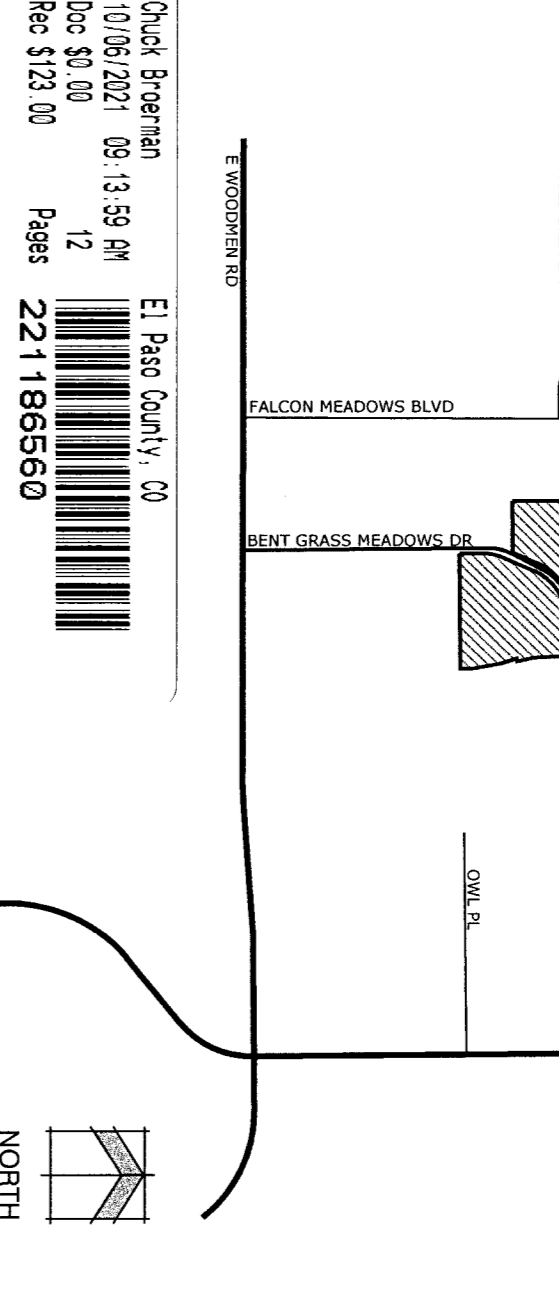 Chuck Broerman
10/06/2021 09:13:59 AM
Doc $0.00 12
Rec $123.00 Pages
El Paso County, CO
221186560
E WOODMEN RD
FALCON MEADOWS BLVD
BENT GRASS MEADOWS DR
OWL PL
NORTH